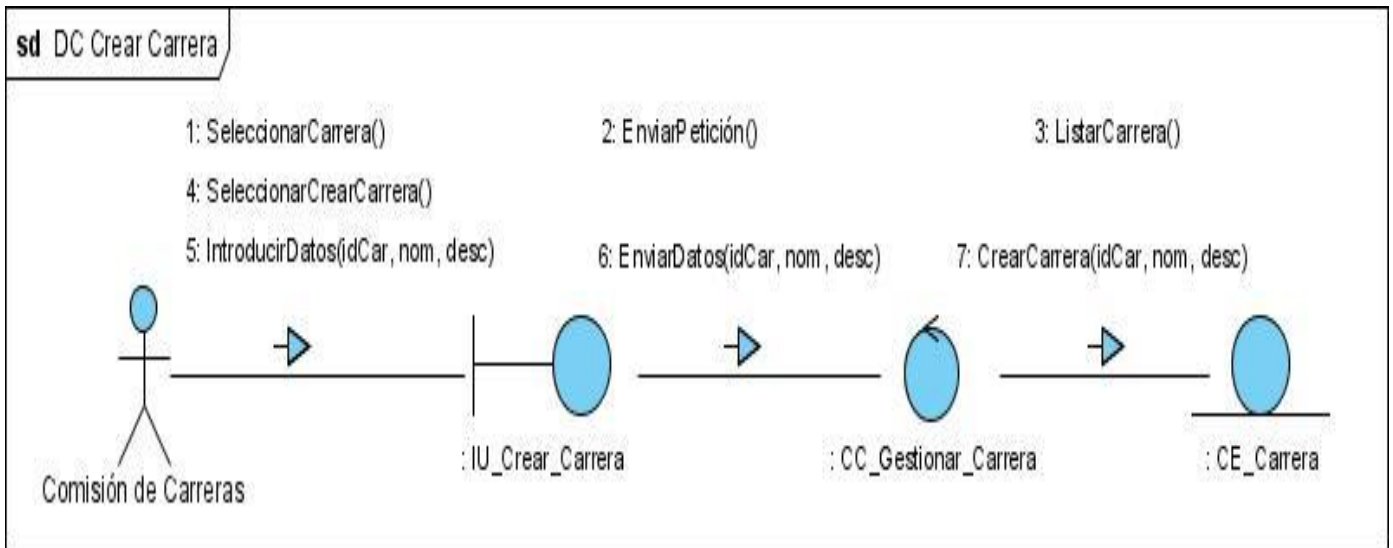 sd DC Crear Carrera
1: SeleccionarCarrera()
2: EnviarPetición()
3: ListarCarrera()
4: SeleccionarCrearCarrera()
5: IntroducirDatos(idCar, nom, desc)
6: EnviarDatos(idCar, nom, desc)
7: CrearCarrera(idCar, nom, desc)
: IU_Crear_Carrera
: CC_Gestionar_Carrera
: CE_Carrera
Comisión de Carreras